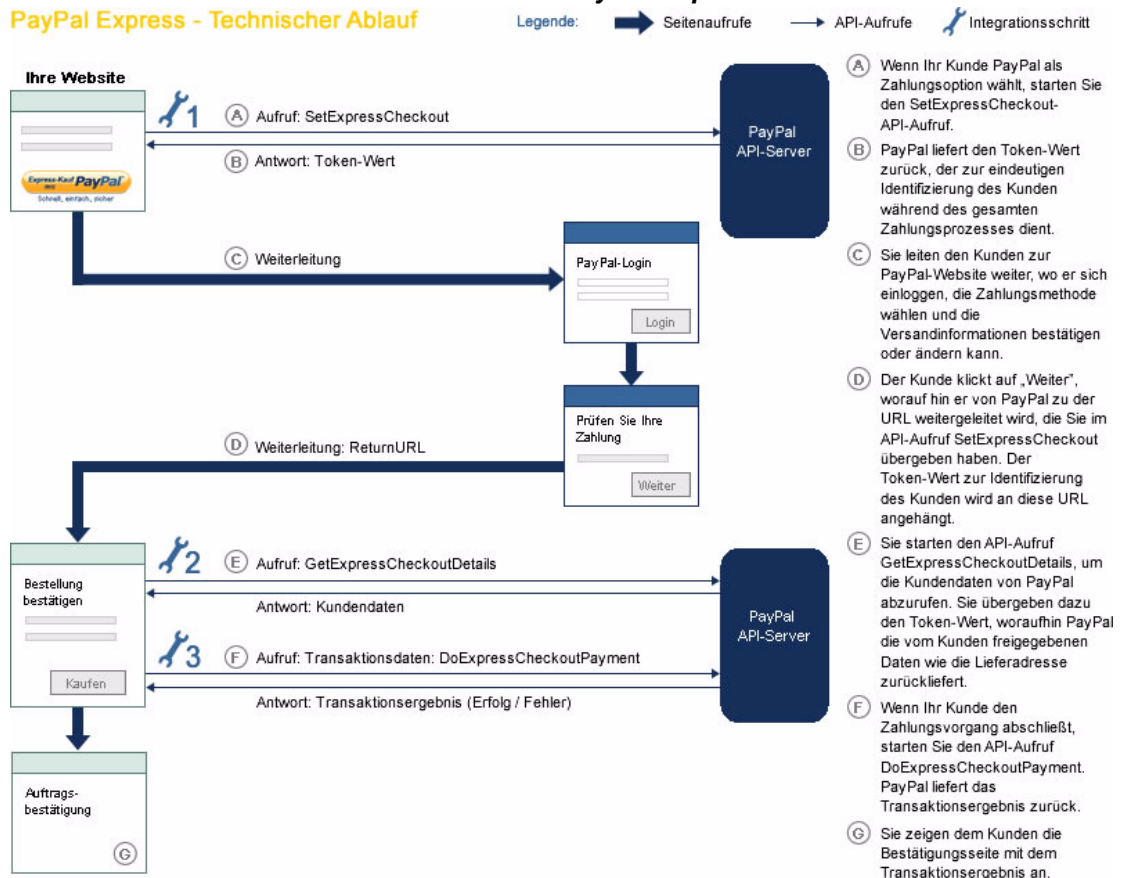 PayPal Express - Technischer Ablauf
Legende:
Seitenaufrufe
API-Aufrufe
Integrationsschritt
Ihre Website
Express-Kauf mit PayPal
Schnell, einfach, sicher
1
A Aufruf: SetExpressCheckout
B Antwort: Token-Wert
PayPal
API-Server
C Weiterleitung
PayPal-Login
Login
Prüfen Sie Ihre
Zahlung
Weiter
D Weiterleitung: ReturnURL
Bestellung
bestätigen
Kaufen
2
E Aufruf: GetExpressCheckoutDetails
Antwort: Kundendaten
3
F Aufruf: Transaktionsdaten: DoExpressCheckoutPayment
Antwort: Transaktionsergebnis (Erfolg / Fehler)
PayPal
API-Server
Auftrags-
bestätigung
G
A Wenn Ihr Kunde PayPal als
Zahlungsoption wählt, starten Sie
den SetExpressCheckout-
API-Aufruf.
B PayPal liefert den Token-Wert
zurück, der zur eindeutigen
Identifizierung des Kunden
während des gesamten
Zahlungsprozesses dient.
C Sie leiten den Kunden zur
PayPal-Website weiter, wo er sich
einloggen, die Zahlungsmethode
wählen und die
Versandinformationen bestätigen
oder ändern kann.
D Der Kunde klickt auf „Weiter”,
worauf hin er von PayPal zu der
URL weitergeleitet wird, die Sie im
API-Aufruf SetExpressCheckout
übergeben haben. Der
Token-Wert zur Identifizierung
des Kunden wird an diese URL
angehängt.
E Sie starten den API-Aufruf
GetExpressCheckoutDetails, um
die Kundendaten von PayPal
abzurufen. Sie übergeben dazu
den Token-Wert, woraufhin PayPal
die vom Kunden freigegebenen
Daten wie die Lieferadresse
zurückliefert.
F Wenn Ihr Kunde den
Zahlungsvorgang abschließt,
starten Sie den API-Aufruf
DoExpressCheckoutPayment.
PayPal liefert das
Transaktionsergebnis zurück.
G Sie zeigen dem Kunden die
Bestätigungsseite mit dem
Transaktionsergebnis an.